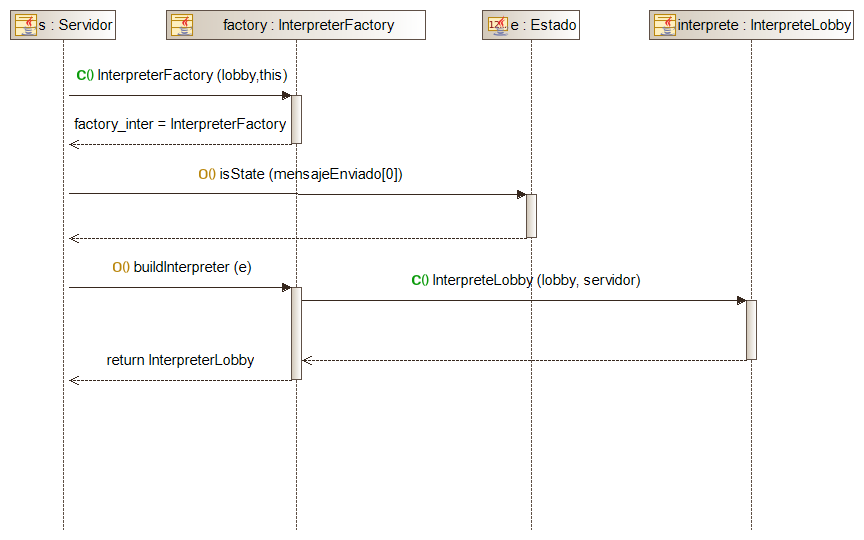 s : Servidor
factory : InterpreterFactory
e : Estado
interprete : InterpreteLobby
C() InterpreterFactory (lobby,this)
factory_inter = InterpreterFactory
O() isState (mensajeEnviado[0])
O() buildInterpreter (e)
C() InterpreteLobby (lobby, servidor)
return InterpreterLobby